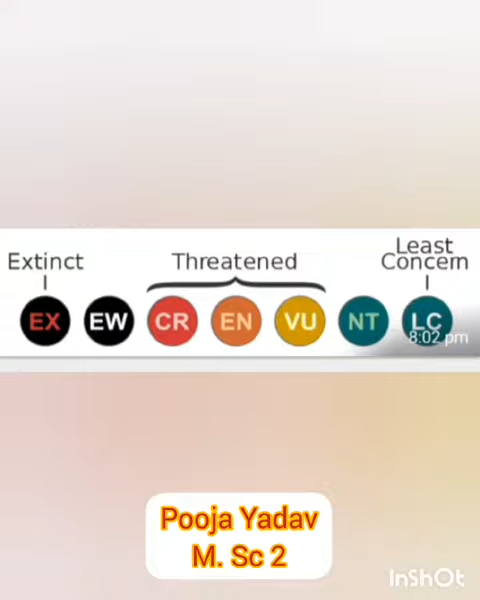 Extinct
Threatened
Least
Concern
EX
EW
CR
EN
VU
NT
LC
8:02 pm
Pooja Yadav
M. Sc 2
InShOt